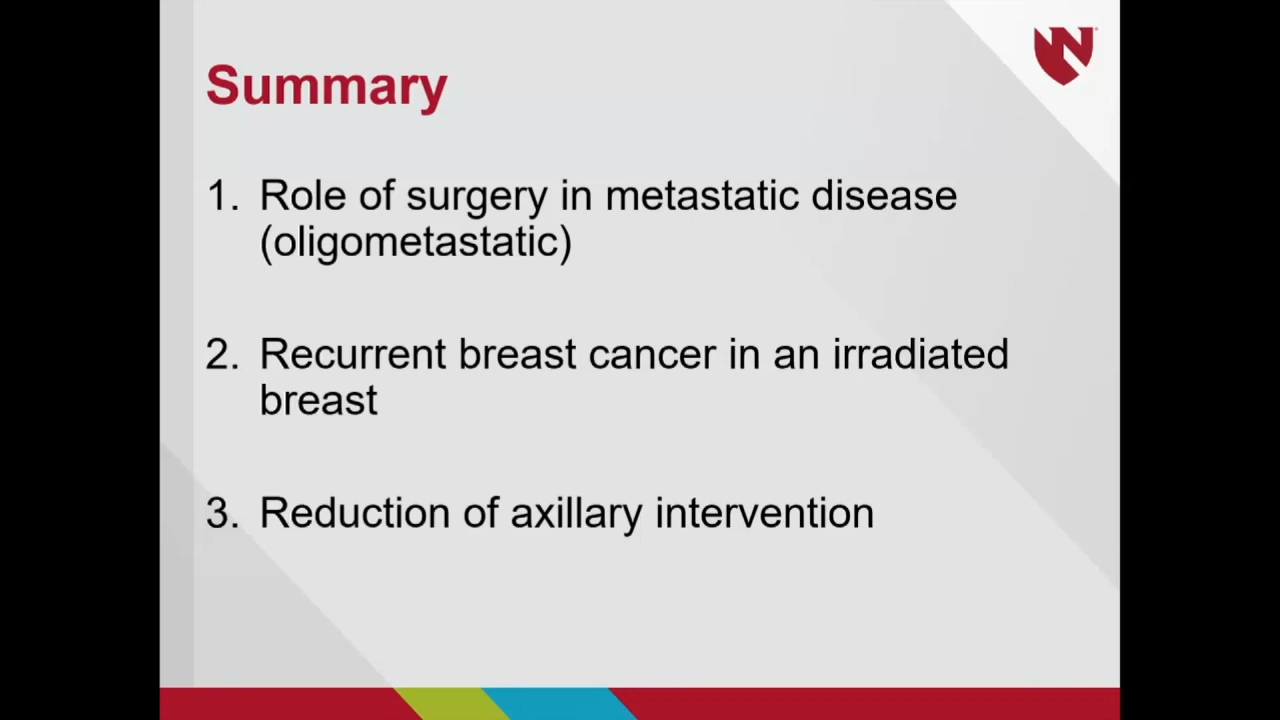 Summary
1. Role of surgery in metastatic disease
(oligometastatic)
2. Recurrent breast cancer in an irradiated
breast
3. Reduction of axillary intervention